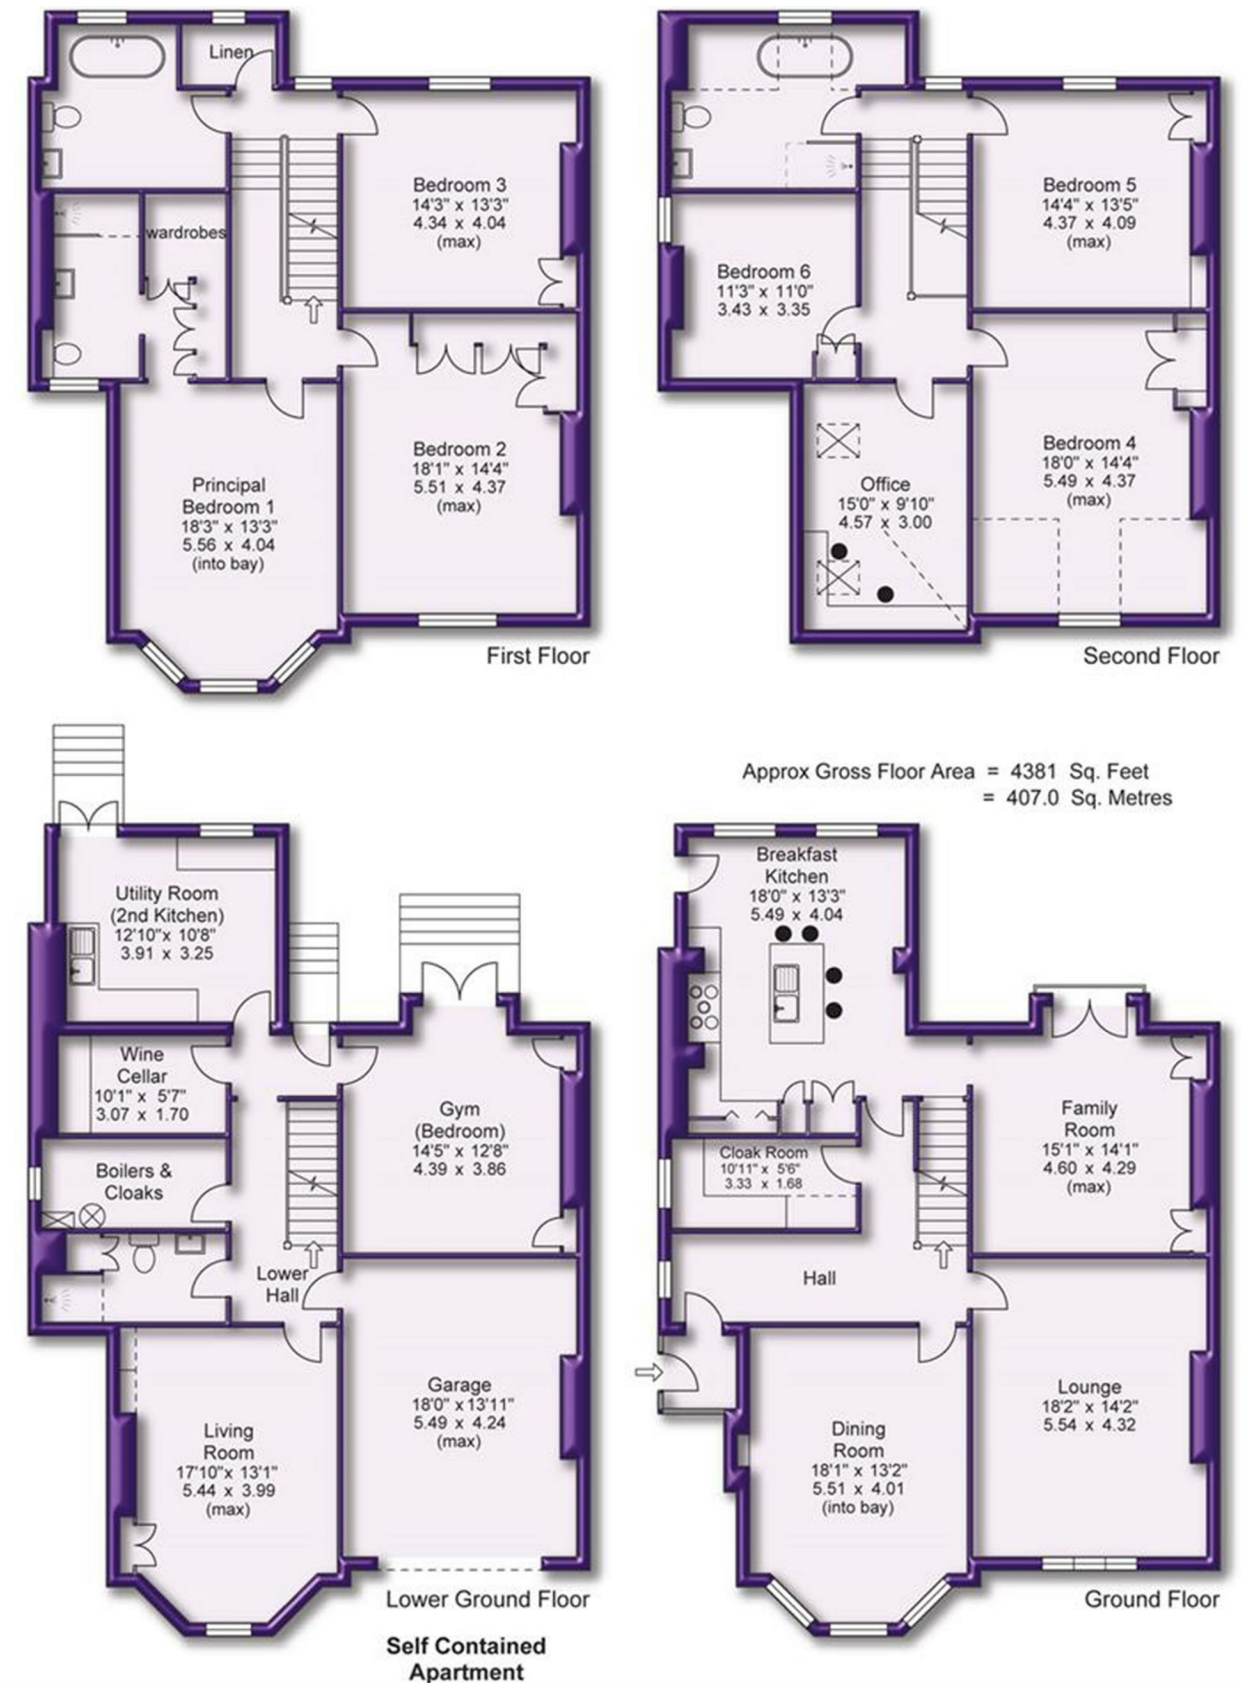 Linen
Bedroom 3
14'3" x 13'3"
4.34 x 4.04
(max)
wardrobes
Bedroom 2
18'1" x 14'4"
5.51 x 4.37
(max)
Principal
Bedroom 1
18'3" x 13'3"
5.56 x 4.04
(into bay)
First Floor
Bedroom 5
14'4" x 13'5"
4.37 x 4.09
(max)
Bedroom 6
11'3" x 11'0"
3.43 x 3.35
Bedroom 4
18'0" x 14'4"
5.49 x 4.37
(max)
Office
15'0" x 9'10"
4.57 x 3.00
Second Floor
Approx Gross Floor Area = 4381 Sq. Feet
= 407.0 Sq. Metres
Utility Room
(2nd Kitchen)
12'10"x 10'8"
3.91 x 3.25
Wine
Cellar
10'1" x 5'7"
3.07 x 1.70
Gym
(Bedroom)
14'5" x 12'8"
4.39 x 3.86
Boilers &
Cloaks
Lower
Hall
Garage
18'0" x 13'11"
5.49 x 4.24
(max)
Living
Room
17'10"x 13'1"
5.44 x 3.99
(max)
Lower Ground Floor
Self Contained
Apartment
Breakfast
Kitchen
18'0" x 13'3"
5.49 x 4.04
Family
Room
15'1" x 14'1"
4.60 x 4.29
(max)
Cloak Room
10'11" x 5'6"
3.33 x 1.68
Hall
Lounge
18'2" x 14'2"
5.54 x 4.32
Dining
Room
18'1" x 13'2"
5.51 x 4.01
(into bay)
Ground Floor